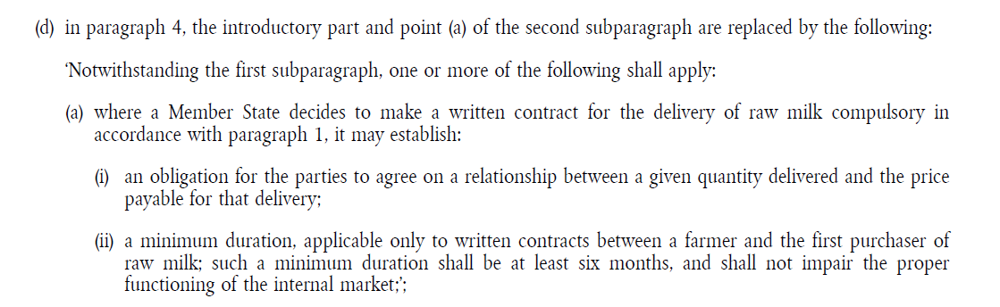 (d) in paragraph 4, the introductory part and point (a) of the second subparagraph are replaced by the following:
‘Notwithstanding the first subparagraph, one or more of the following shall apply:
(a) where a Member State decides to make a written contract for the delivery of raw milk compulsory in
accordance with paragraph 1, it may establish:
(i) an obligation for the parties to agree on a relationship between a given quantity delivered and the price
payable for that delivery;
(ii) a minimum duration, applicable only to written contracts between a farmer and the first purchaser of
raw milk; such a minimum duration shall be at least six months, and shall not impair the proper
functioning of the internal market;’;